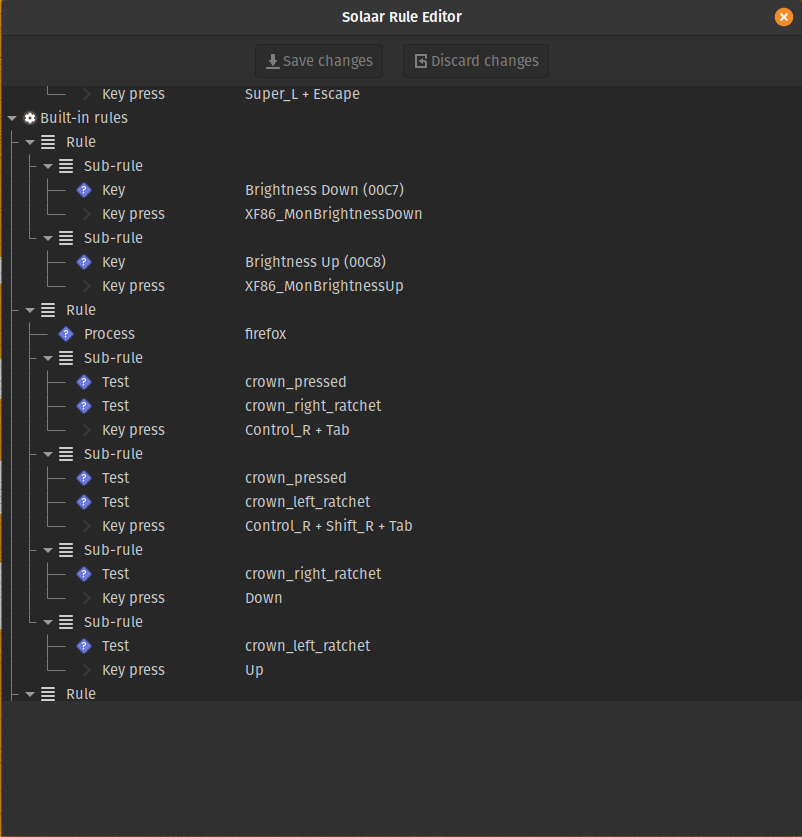 Solaar Rule Editor
Save changes Discard changes
Key press Super_L + Escape
Built-in rules
Rule
Sub-rule
Key Brightness Down (00C7)
Key press XF86_MonBrightnessDown
Sub-rule
Key Brightness Up (00C8)
Key press XF86_MonBrightnessUp
Rule
Process firefox
Sub-rule
Test crown_pressed
Test crown_right_ratchet
Key press Control_R + Tab
Sub-rule
Test crown_pressed
Test crown_left_ratchet
Key press Control_R + Shift_R + Tab
Sub-rule
Test crown_right_ratchet
Key press Down
Sub-rule
Test crown_left_ratchet
Key press Up
Rule